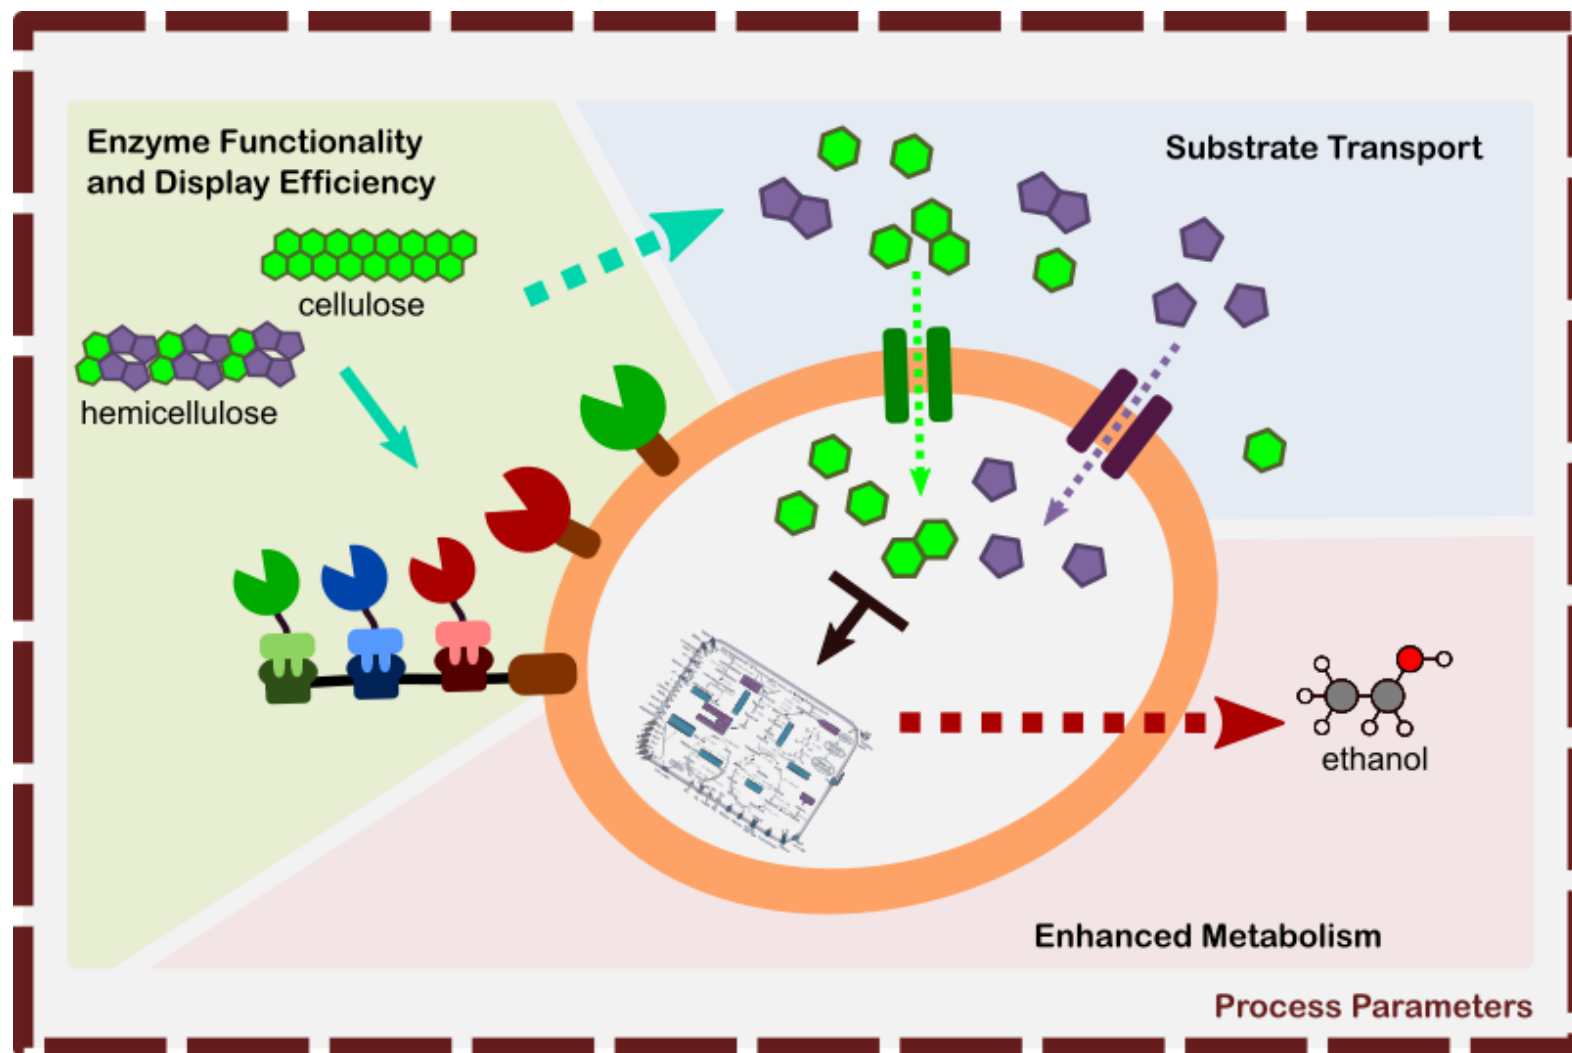 Enzyme Functionality
and Display Efficiency
Substrate Transport
cellulose
hemicellulose
ethanol
Enhanced Metabolism
Process Parameters